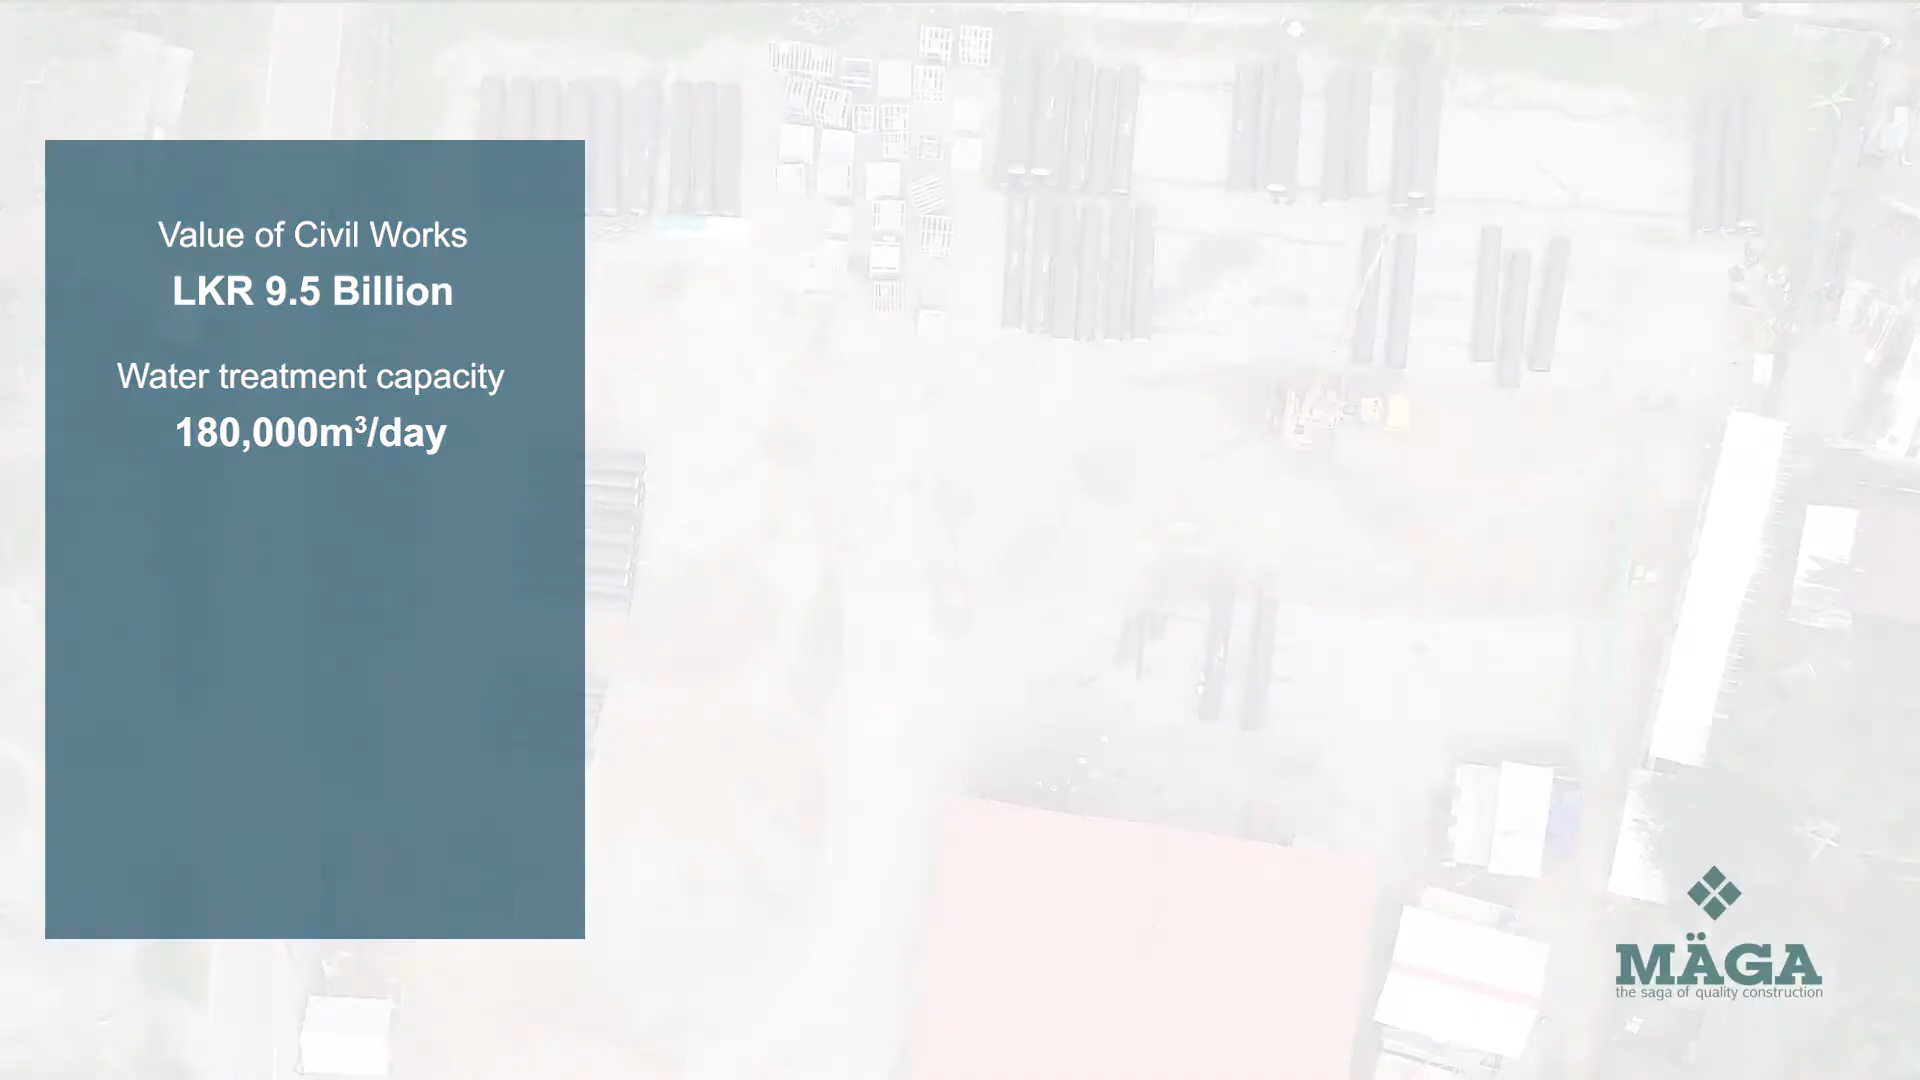 Value of Civil Works
LKR 9.5 Billion
Water treatment capacity
180,000m³/day
MÄGA
the saga of quality construction